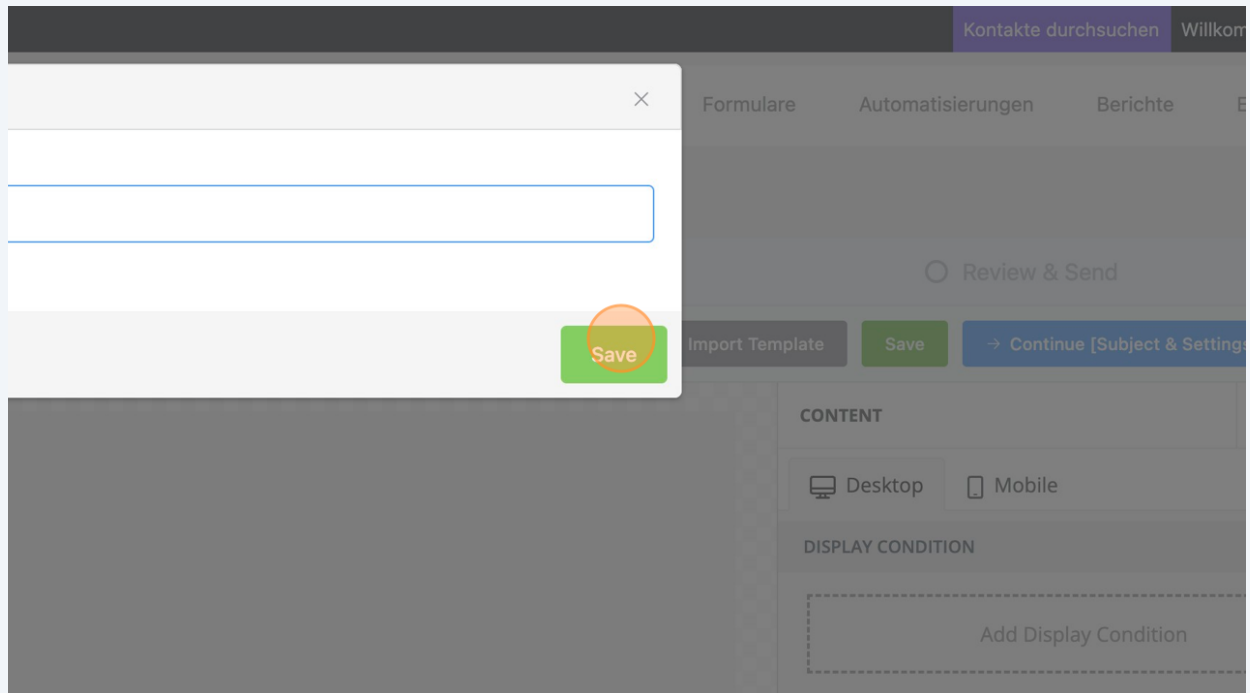 Kontakte durchsuchen Willkom
Formulare Automatisierungen Berichte E
Review & Send
Save
Import Template Save → Continue [Subject & Settings
CONTENT
Desktop Mobile
DISPLAY CONDITION
Add Display Condition